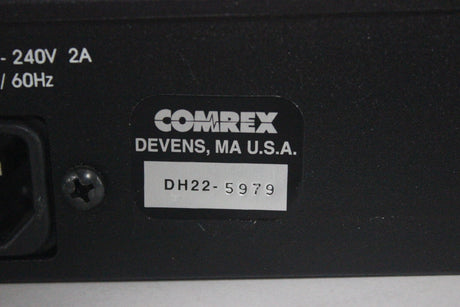 - 240V 2A
/ 60Hz
COMREX
DEVENS, MA U.S.A.
DH22-5979